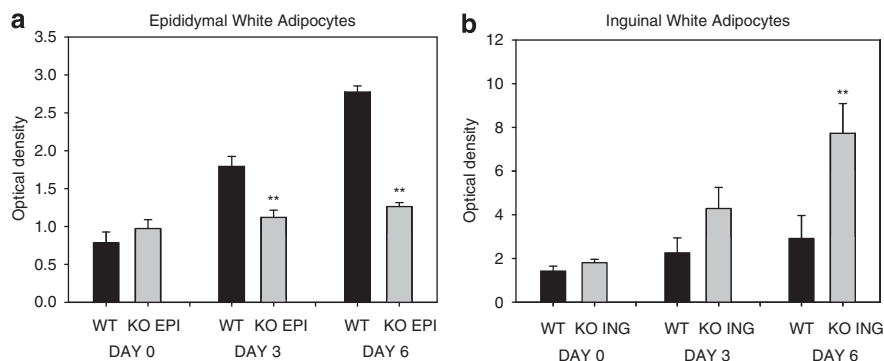 a
Epididymal White Adipocytes
Optical density
3.5
3.0
2.5
2.0
1.5
1.0
0.5
0.0
**
**
WT KO EPI WT KO EPI WT KO EPI
DAY 0 DAY 3 DAY 6
b
Inguinal White Adipocytes
Optical density
12
10
8
6
4
2
0
**
WT KO ING WT KO ING WT KO ING
DAY 0 DAY 3 DAY 6